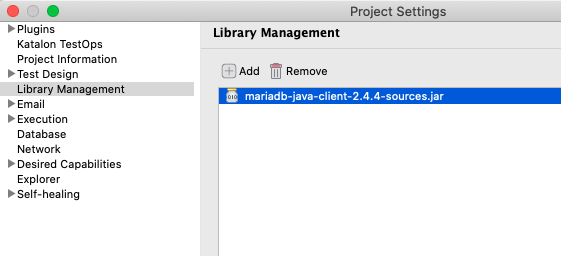 Project Settings
Plugins
Katalon TestOps
Project Information
Test Design
Library Management
Email
Execution
Database
Network
Desired Capabilities
Explorer
Self-healing
Library Management
Add Remove
010
mariadb-java-client-2.4.4-sources.jar